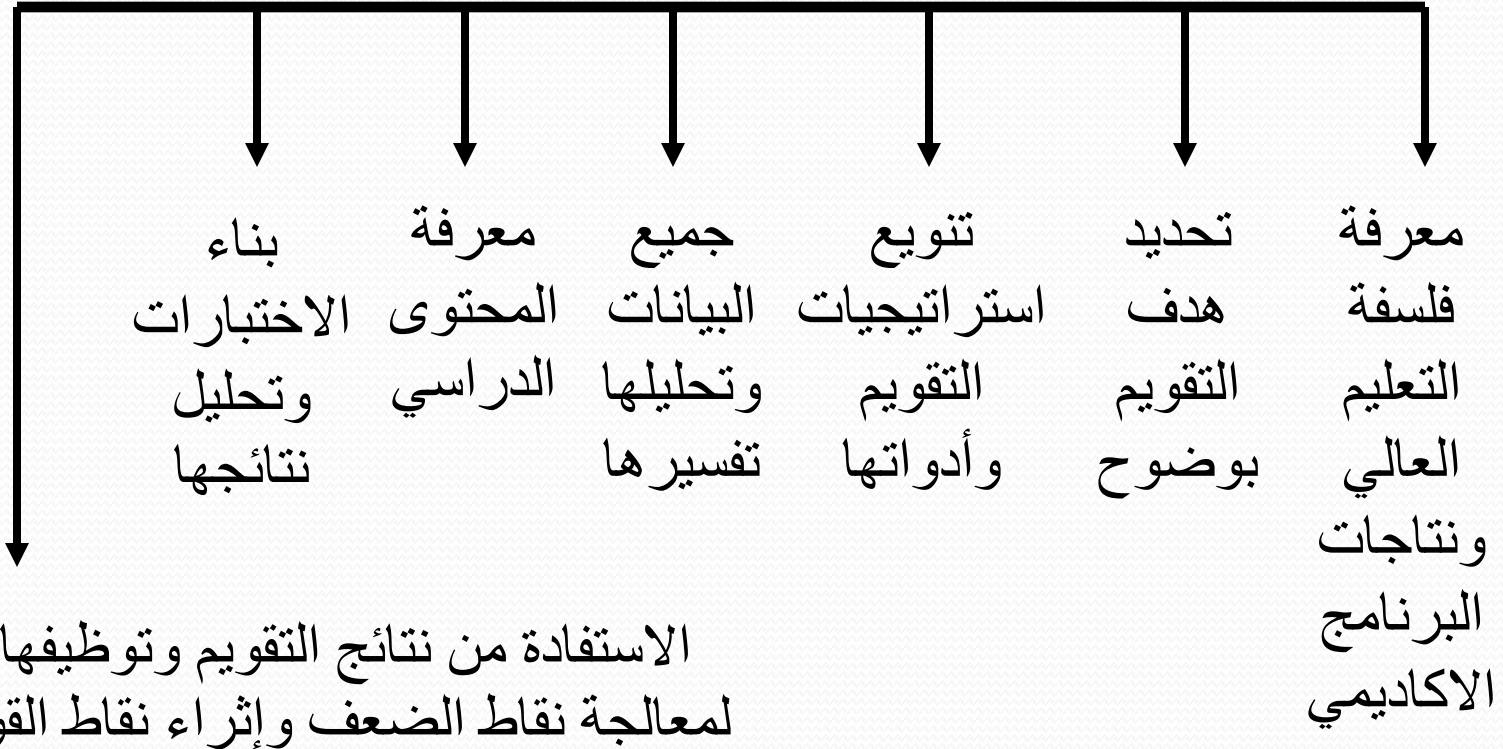 معرفة
فلسفة
التعليم
العالي
ونتاجات
البرنامج
الاكاديمي
تحديد
هدف
التقويم
بوضوح
تنويع
استراتيجيات
التقويم
وأدواتها
جميع
البيانات
وتحليلها
تفسيرها
معرفة
المحتوى
الدراسي
بناء
الاختبارات
وتحليل
نتائجها
الاستفادة من نتائج التقويم وتوظيفها
لمعالجة نقاط الضعف وإثراء نقاط